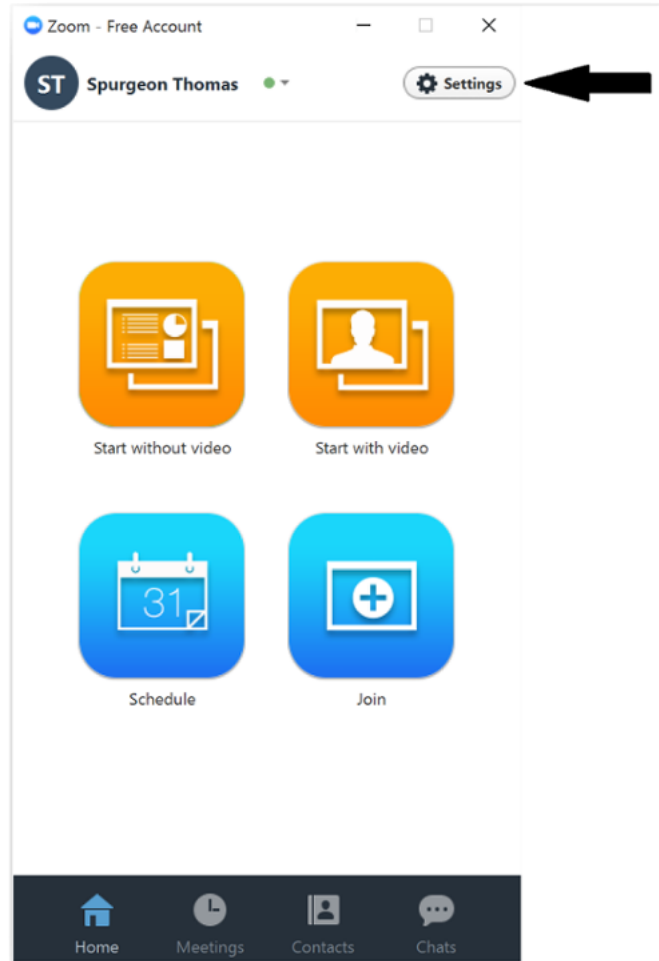 Zoom - Free Account
ST Spurgeon Thomas Settings
Start without video Start with video
31
Schedule Join
Home Meetings Contacts Chats